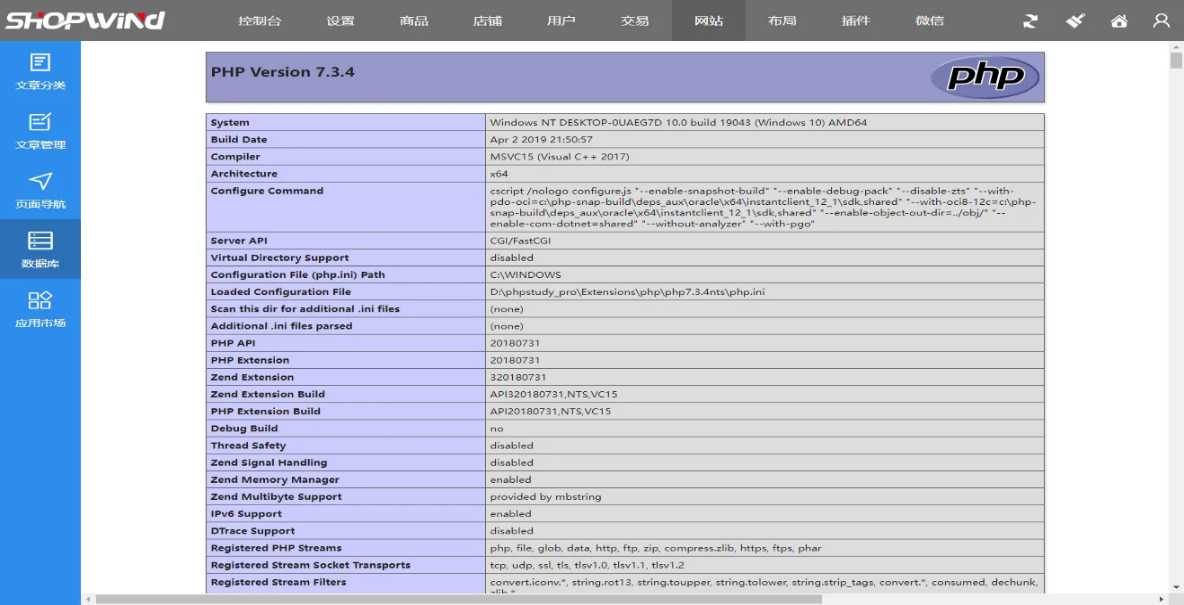 SHOPWIND 控制台 设置 商品 店铺 用户 交易 网站 布局 插件 微信
文章分类
文章管理
页面导航
数据库
应用市场
PHP Version 7.3.4
php
System Windows NT DESKTOP-0UAEG7D 10.0 build 19043 (Windows 10) AMD64
Build Date Apr 2 2019 21:50:57
Compiler MSVC15 (Visual C++ 2017)
Architecture x64
Configure Command cscript /nologo configure.js "--enable-snapshot-build" "--enable-debug-pack" "--disable-zts" "--with-
pdo-oci=c:\php-snap-build\deps_aux\oracle\x64\instantclient_12_1\sdk,shared" "--with-oci8-12c=c:\php-
snap-build\deps_aux\oracle\x64\instantclient_12_1\sdk,shared" "--enable-object-out-dir=../obj/" "--
enable-com-dotnet=shared" "--without-analyzer" "--with-pgo"
Server API CGI/FastCGI
Virtual Directory Support disabled
Configuration File (php.ini) Path C:\WINDOWS
Loaded Configuration File D:\phpstudy_pro\Extensions\php\php7.3.4nts\php.ini
Scan this dir for additional .ini files (none)
Additional .ini files parsed (none)
PHP API 20180731
PHP Extension 20180731
Zend Extension 320180731
Zend Extension Build API320180731,NTS,VC15
PHP Extension Build API20180731,NTS,VC15
Debug Build no
Thread Safety disabled
Zend Signal Handling disabled
Zend Memory Manager enabled
Zend Multibyte Support provided by mbstring
IPv6 Support enabled
DTrace Support disabled
Registered PHP Streams php, file, glob, data, http, ftp, zip, compress.zlib, https, ftps, phar
Registered Stream Socket Transports tcp, udp, ssl, tls, tlsv1.0, tlsv1.1, tlsv1.2
Registered Stream Filters convert.iconv.*, string.rot13, string.toupper, string.tolower, string.strip_tags, convert.*, consumed, dechunk,
zlib.*